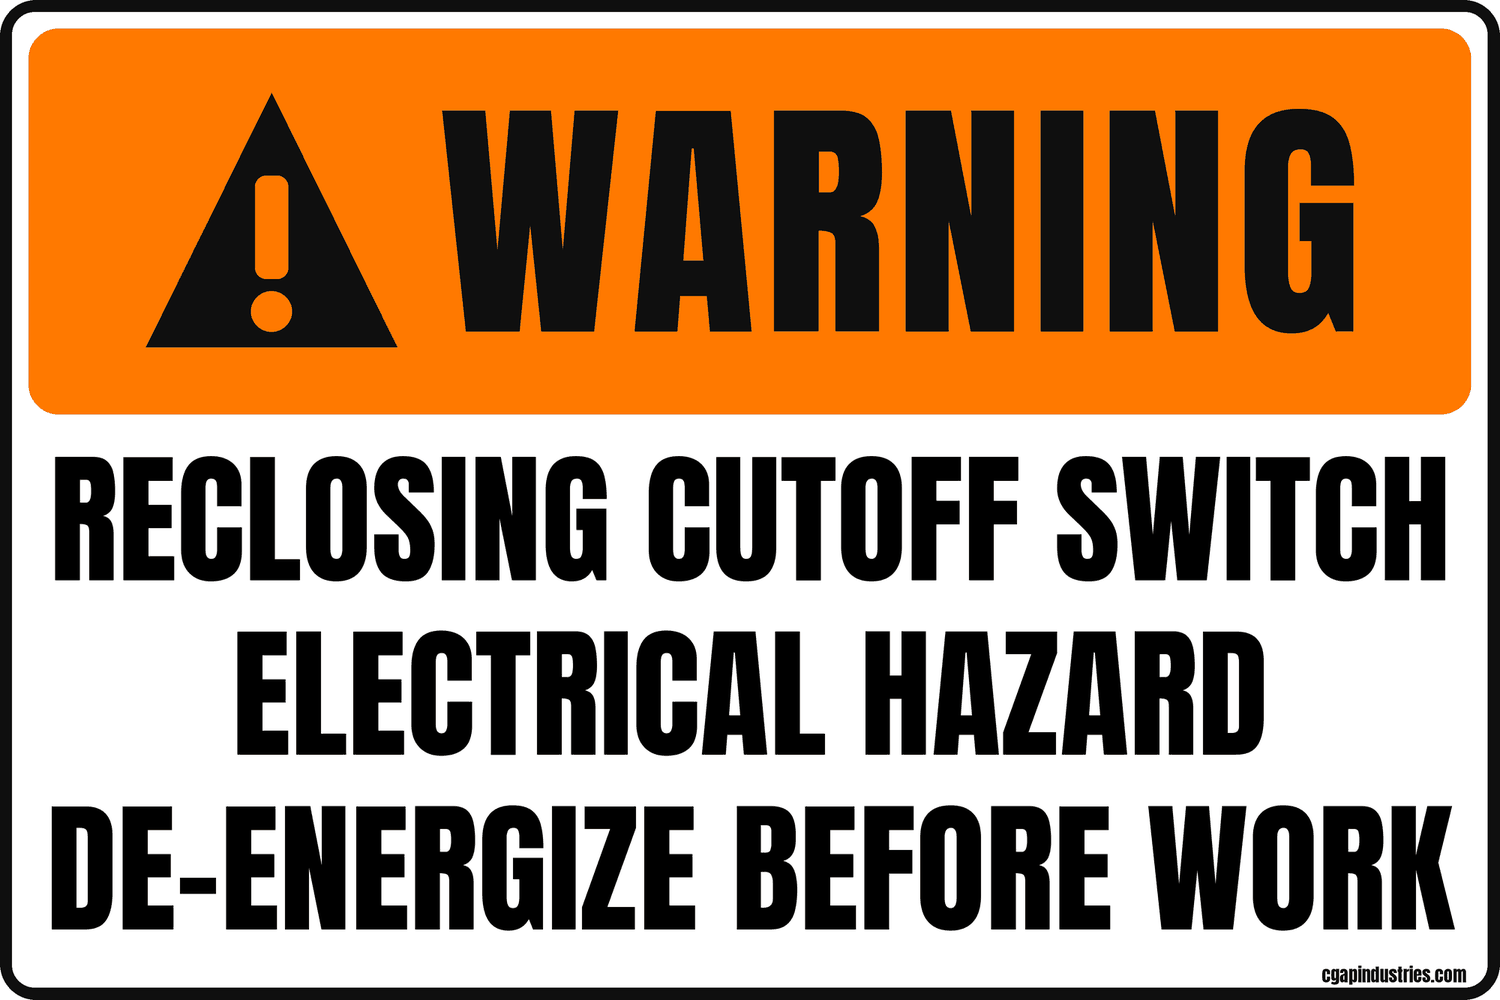 WARNING
RECLOSING CUTOFF SWITCH
ELECTRICAL HAZARD
DE-ENERGIZE BEFORE WORK
cgapindustries.com